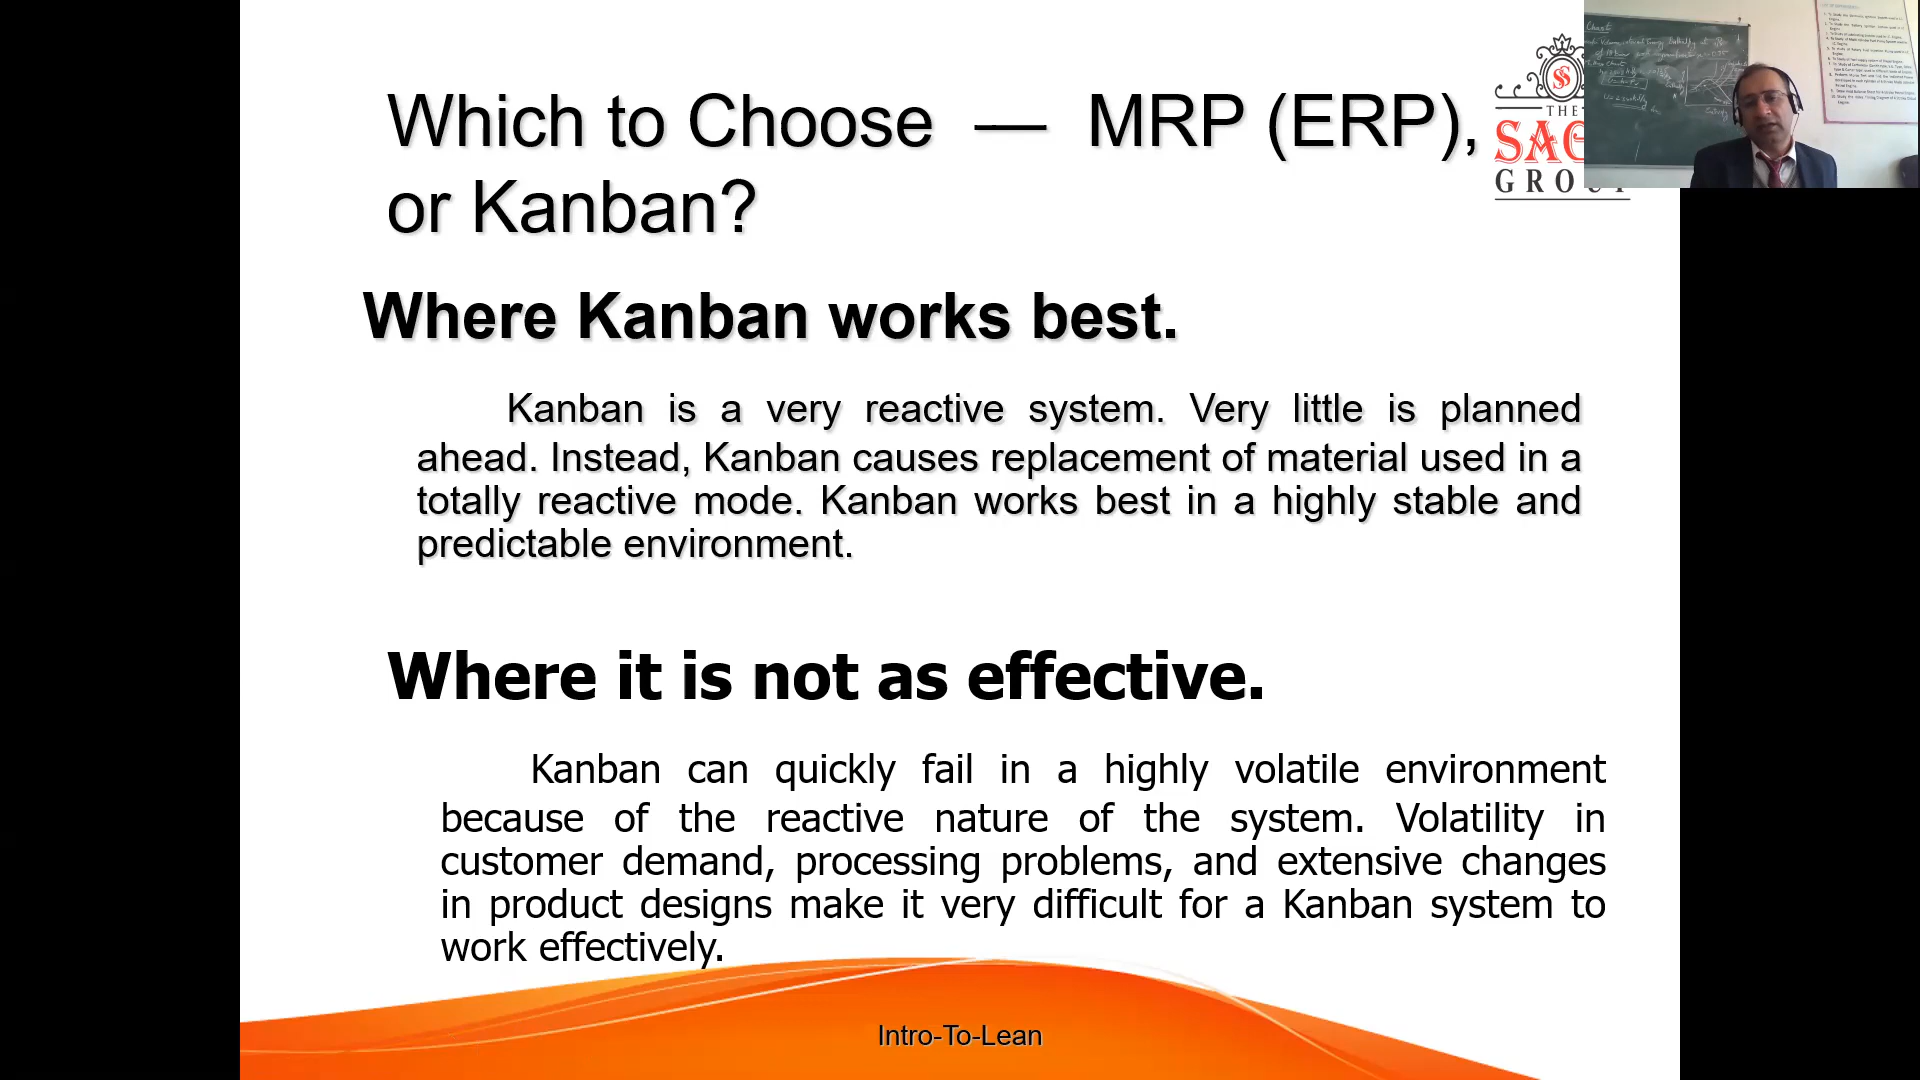 Which to Choose — MRP (ERP),
or Kanban?
THE
GROUP
Where Kanban works best.
Kanban is a very reactive system. Very little is planned
ahead. Instead, Kanban causes replacement of material used in a
totally reactive mode. Kanban works best in a highly stable and
predictable environment.
Where it is not as effective.
Kanban can quickly fail in a highly volatile environment
because of the reactive nature of the system. Volatility in
customer demand, processing problems, and extensive changes
in product designs make it very difficult for a Kanban system to
work effectively.
Intro-To-Lean